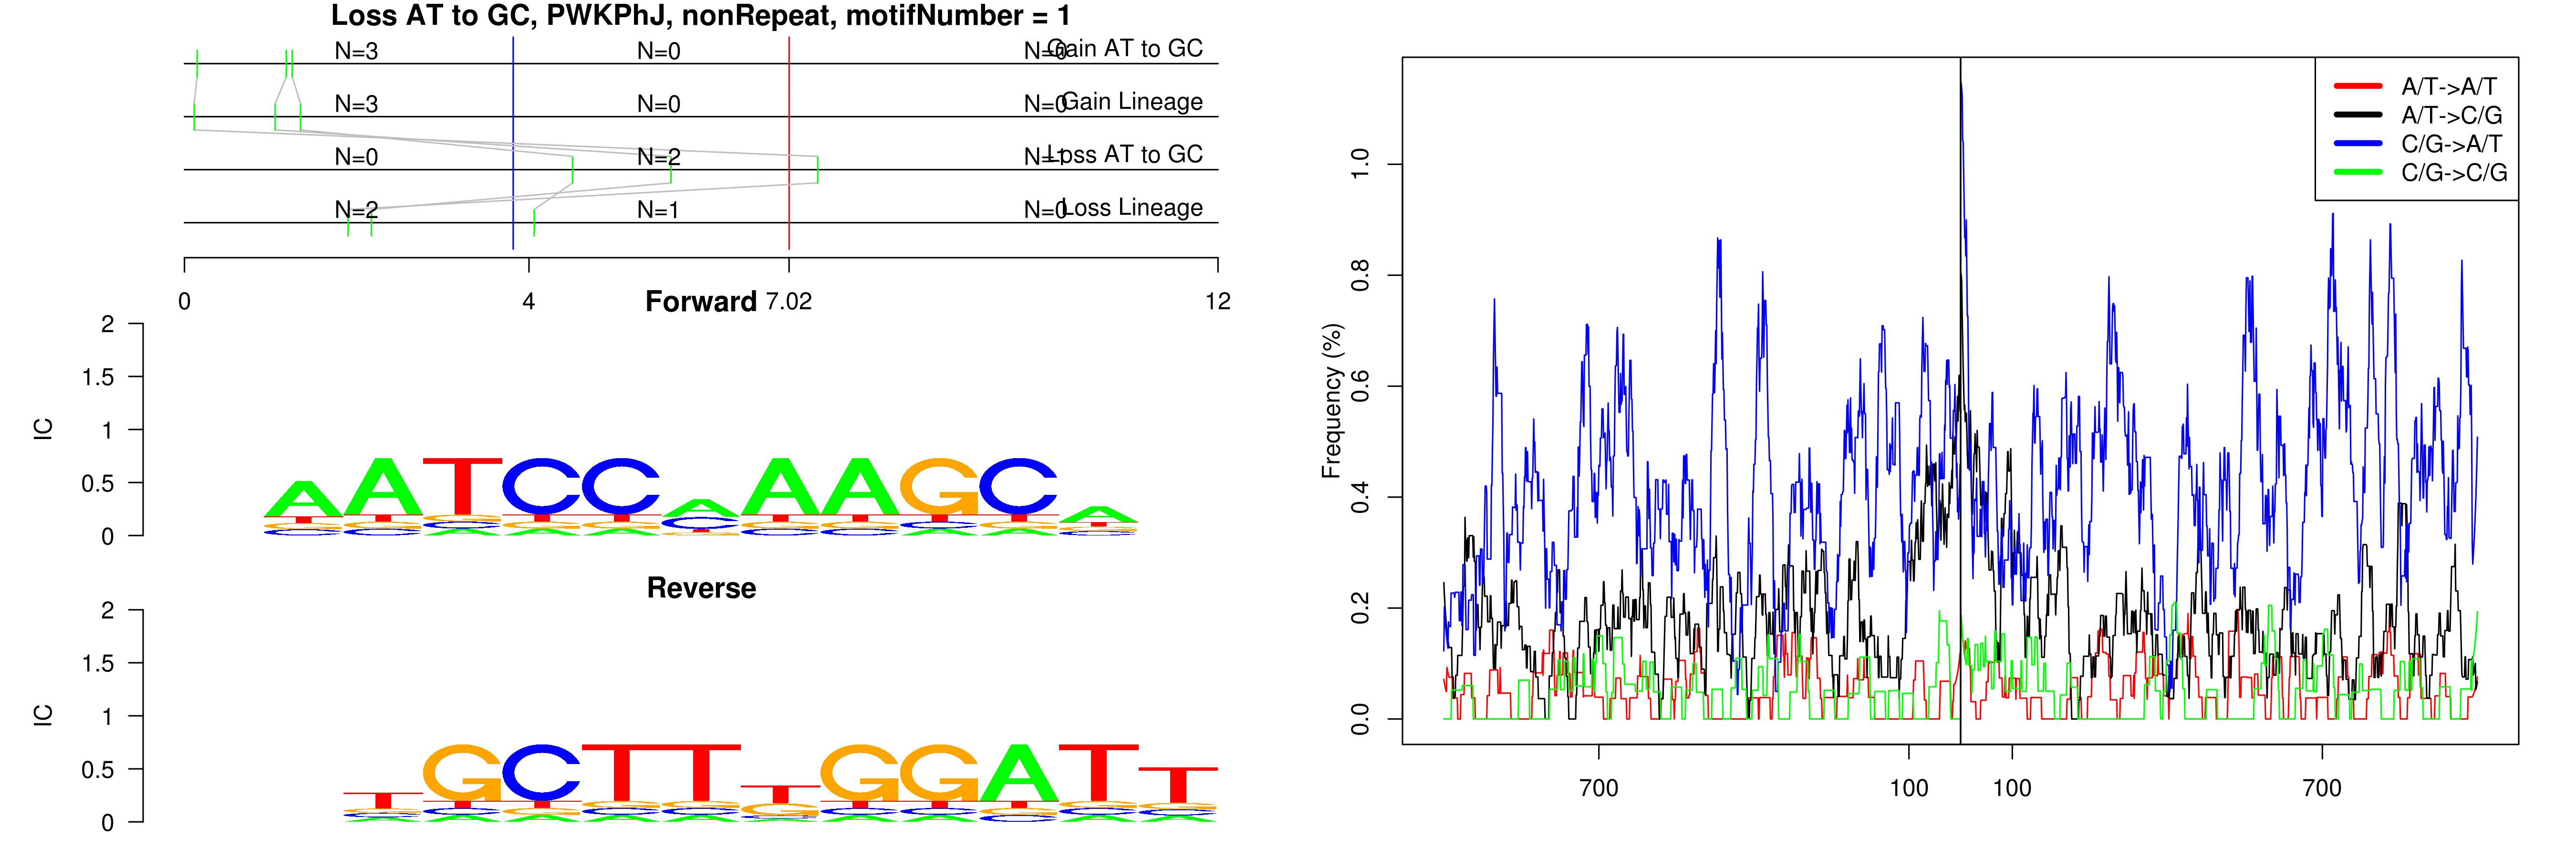 Loss AT to GC, PWKPhJ, nonRepeat, motifNumber = 1
N=3 N=0 N=0 Gain AT to GC
N=3 N=0 N=0 Gain Lineage
N=0 N=2 N=1 Loss AT to GC
N=2 N=1 N=0 Loss Lineage
0 4 7.02 12
Forward
2
1.5
1
0.5
0
IC
AATCCAAAGCA
Reverse
2
1.5
1
0.5
0
IC
TGCTTTGGATT
A/T->A/T
A/T->C/G
C/G->A/T
C/G->C/G
Frequency (%)
1.0
0.8
0.6
0.4
0.2
0.0
700 100 100 700